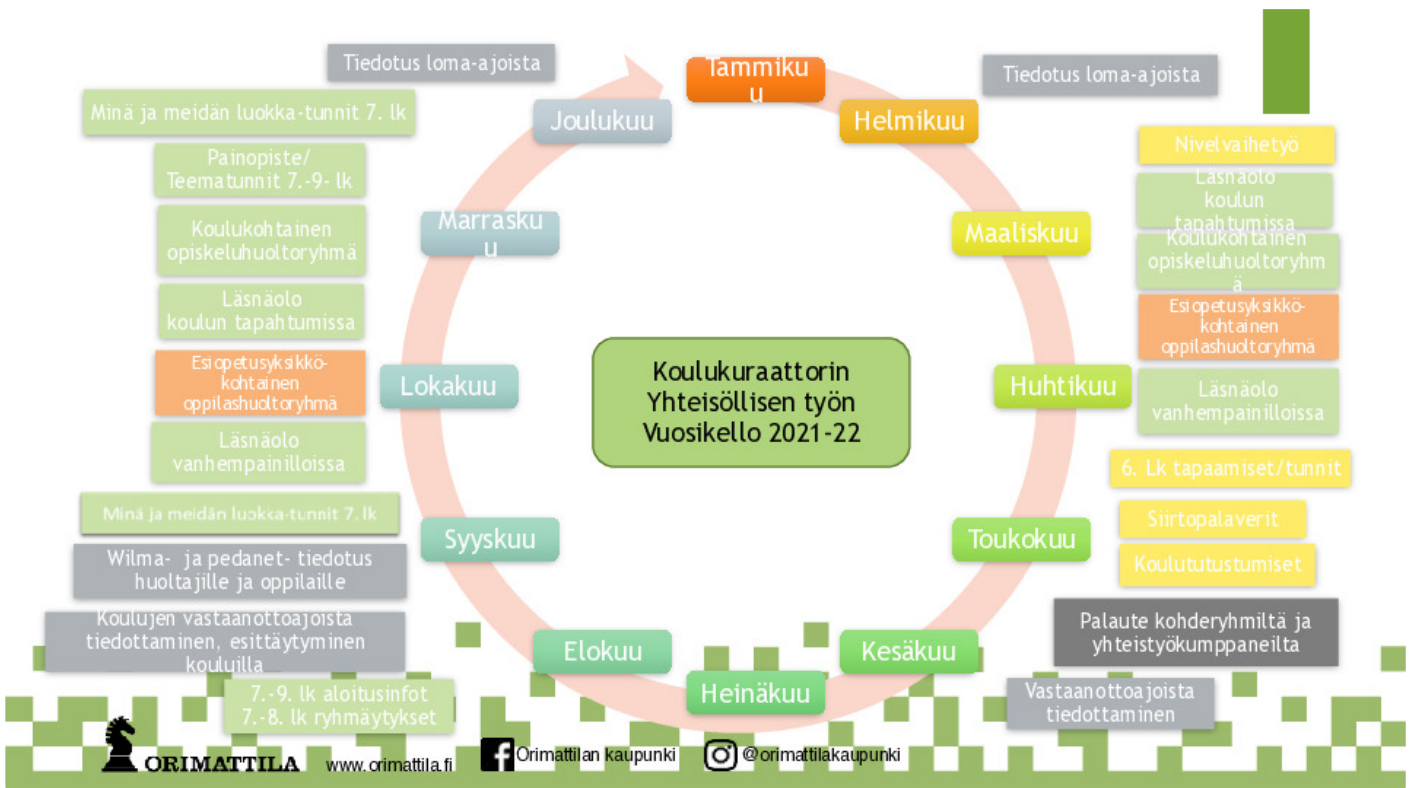 Tiedotus loma-ajoista
Minä ja meidän luokka-tunnit 7. lk
Painopiste/
Teematunnit 7.-9- lk
Koulukohtainen
opiskeluhuoltoryhmä
Läsnäolo
koulun tapahtumissa
Esiopetusyksikkö-
kohtainen
oppilashuoltoryhmä
Läsnäolo
vanhempainilloissa
Minä ja meidän luokka-tunnit 7. lk
Wilma- ja pedanet- tiedotus
huoltajille ja oppilaille
Koulujen vastaanottoajoista
tiedottaminen, esittäytyminen
kouluilla
7.-9. lk aloitusinfot
7.-8. lk ryhmäytykset
Tammiku
u
Helmikuu
Maaliskuu
Huhtikuu
Toukokuu
Kesäkuu
Heinäkuu
Elokuu
Syyskuu
Lokakuu
Marrasku
u
Joulukuu
Koulukuraattorin
Yhteisöllisen työn
Vuosikello 2021-22
Tiedotus loma-ajoista
Nivelvaihetyö
Läsnäolo
koulun
tapahtumissa
Koulukohtainen
opiskeluhuoltoryhm
ä
Esiopetusyksikkö-
kohtainen
oppilashuoltoryhmä
Läsnäolo
vanhempainilloissa
6. Lk tapaamiset/tunnit
Siirtopalaverit
Koulututustumiset
Palaute kohderyhmiltä ja
yhteistyökumppaneilta
Vastaanottoajoista
tiedottaminen
ORIMATTILA www.orimattila.fi Orimattilan kaupunki @orimattilakaupunki